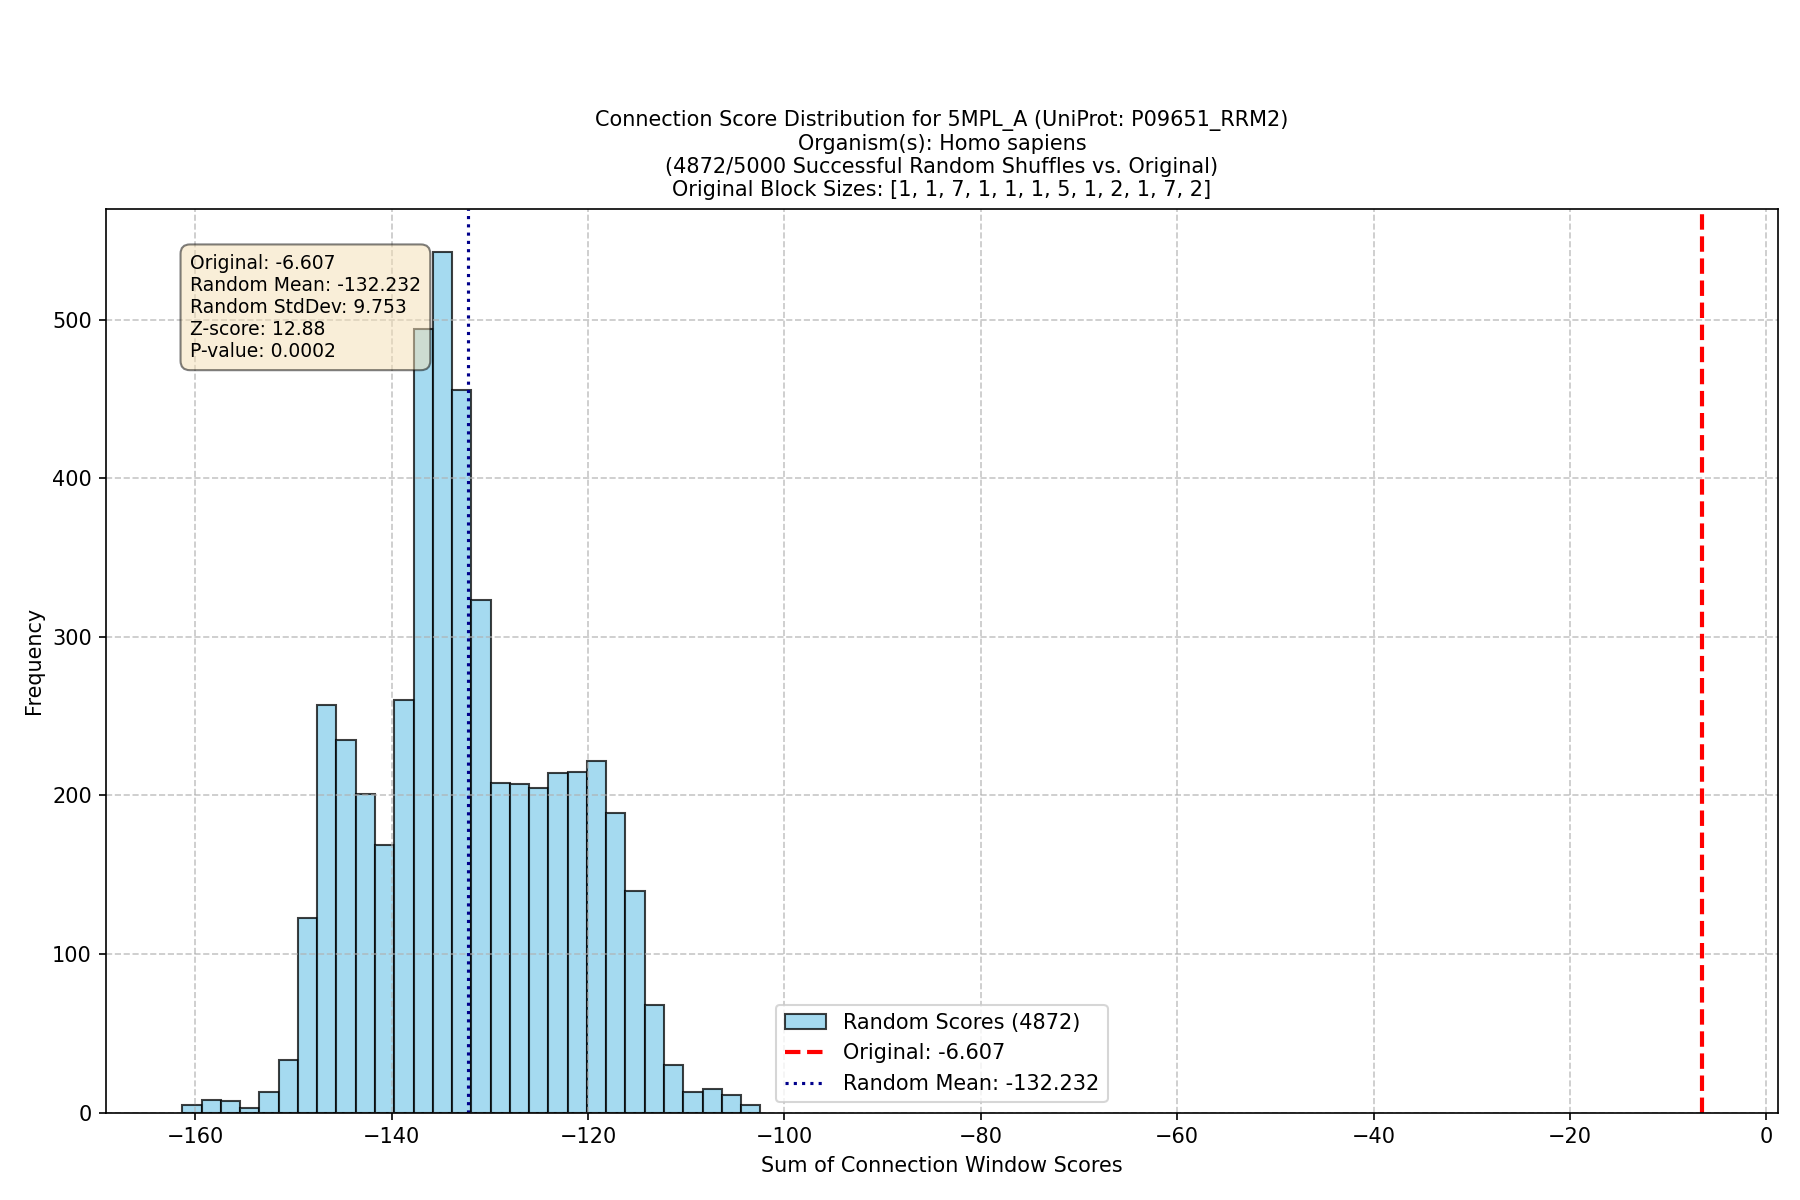 Connection Score Distribution for 5MPL_A (UniProt: P09651_RRM2)
Organism(s): Homo sapiens
(4872/5000 Successful Random Shuffles vs. Original)
Original Block Sizes: [1, 1, 7, 1, 1, 1, 5, 1, 2, 1, 7, 2]
Original: -6.607
Random Mean: -132.232
Random StdDev: 9.753
Z-score: 12.88
P-value: 0.0002
Frequency
500
400
300
200
100
0
Random Scores (4872)
Original: -6.607
Random Mean: -132.232
−160 −140 −120 −100 −80 −60 −40 −20 0
Sum of Connection Window Scores